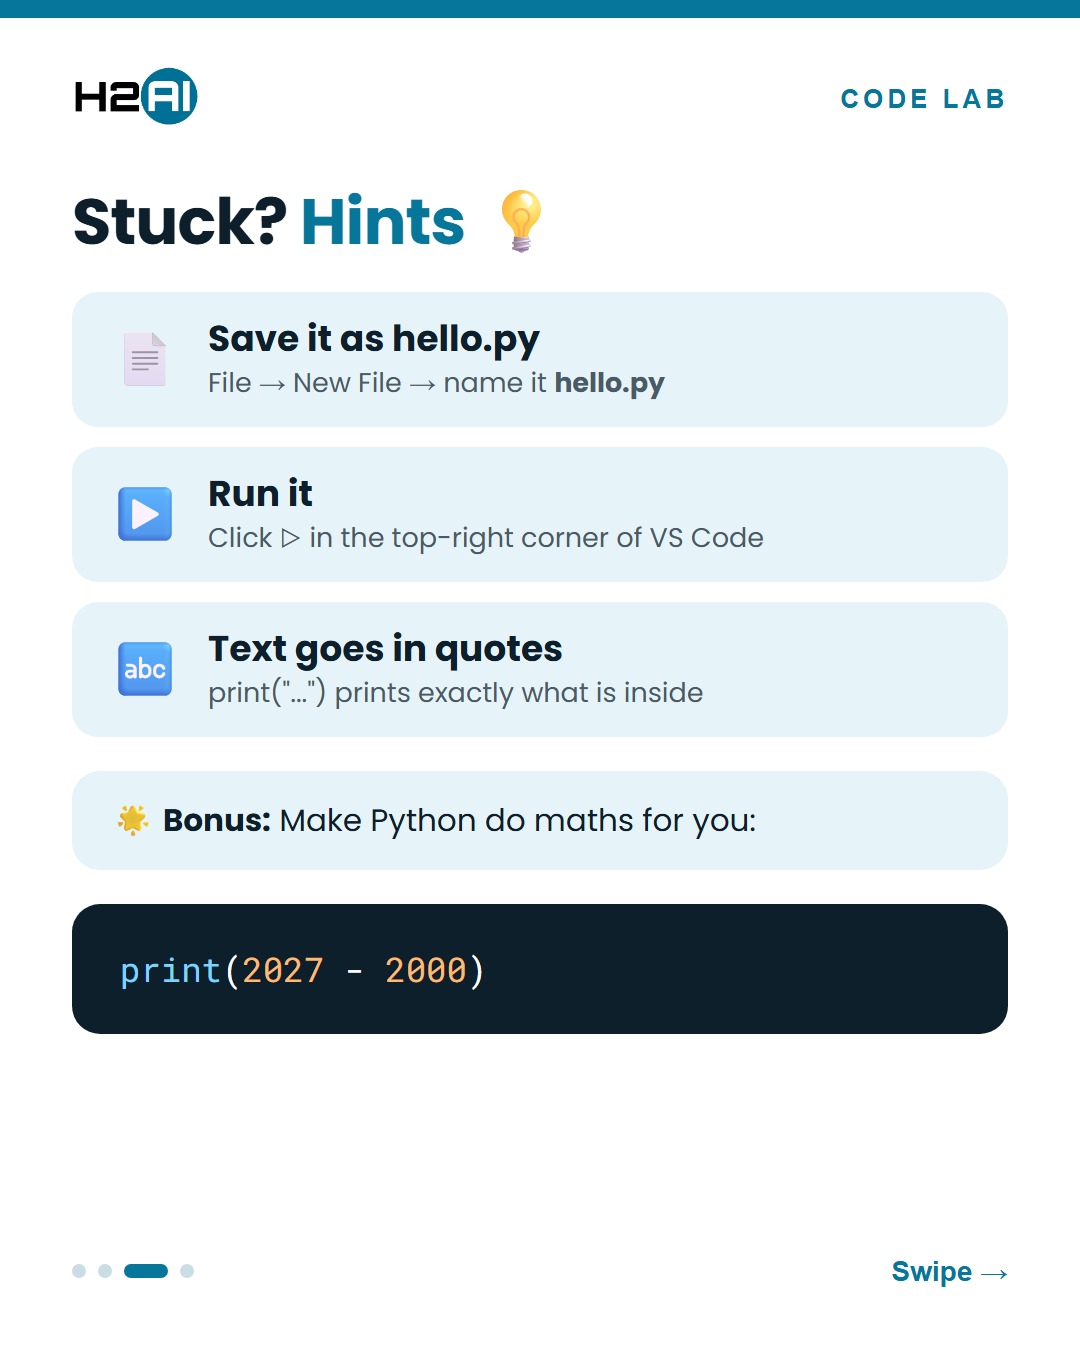 H2AI
CODE LAB
Stuck? Hints
Save it as hello.py
File → New File → name it hello.py
Run it
Click ▷ in the top-right corner of VS Code
abc
Text goes in quotes
print("...") prints exactly what is inside
Bonus: Make Python do maths for you:
print(2027 - 2000)
Swipe →